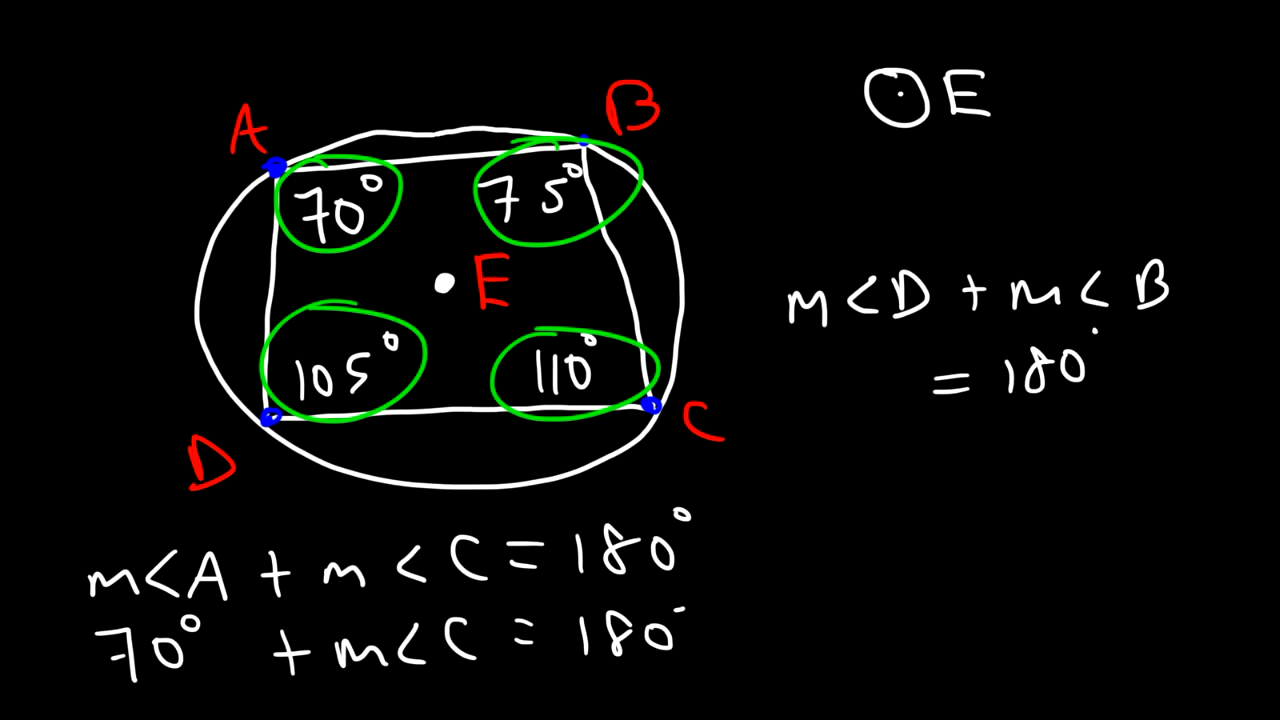 ⊙E
A
B
70°
75°
E
m<D + m<B
= 180°
105°
110°
D
C
m<A + m<C = 180°
70° + m<C = 180°